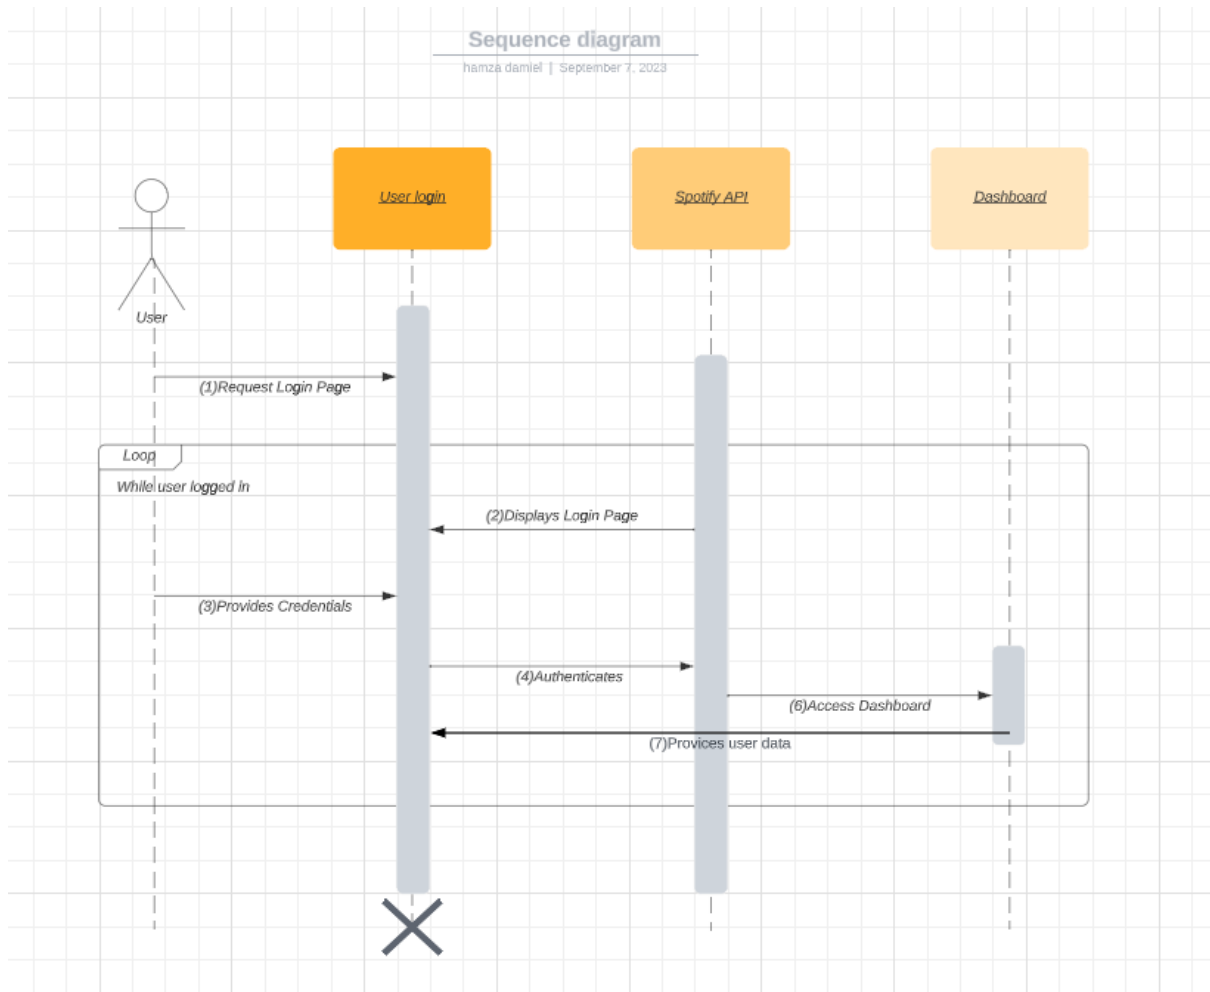 Sequence diagram
hamza damiel | September 7, 2023
User login
Spotify API
Dashboard
User
(1)Request Login Page
Loop
While user logged in
(2)Displays Login Page
(3)Provides Credentials
(4)Authenticates
(6)Access Dashboard
(7)Provices user data